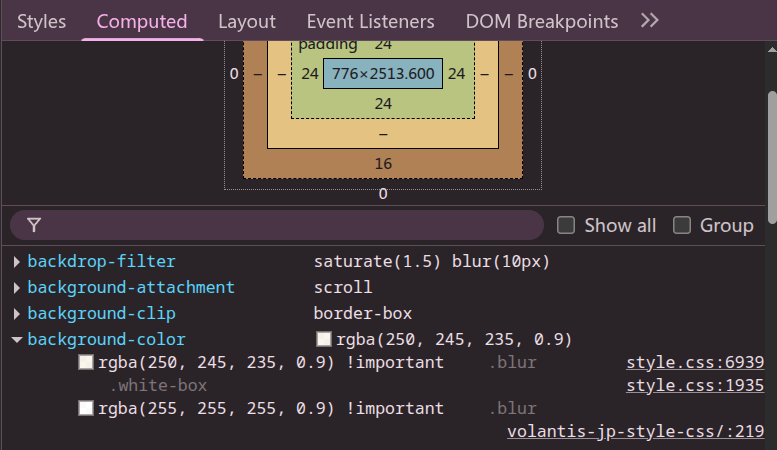 Styles Computed Layout Event Listeners DOM Breakpoints >>
padding 24
0 – – 24 776×2513.600 24 – – 0
24
–
16
0
Show all Group
backdrop-filter saturate(1.5) blur(10px)
background-attachment scroll
background-clip border-box
background-color rgba(250, 245, 235, 0.9)
rgba(250, 245, 235, 0.9) !important .blur style.css:6939
.white-box style.css:1935
rgba(255, 255, 255, 0.9) !important .blur
volantis-jp-style-css/:219